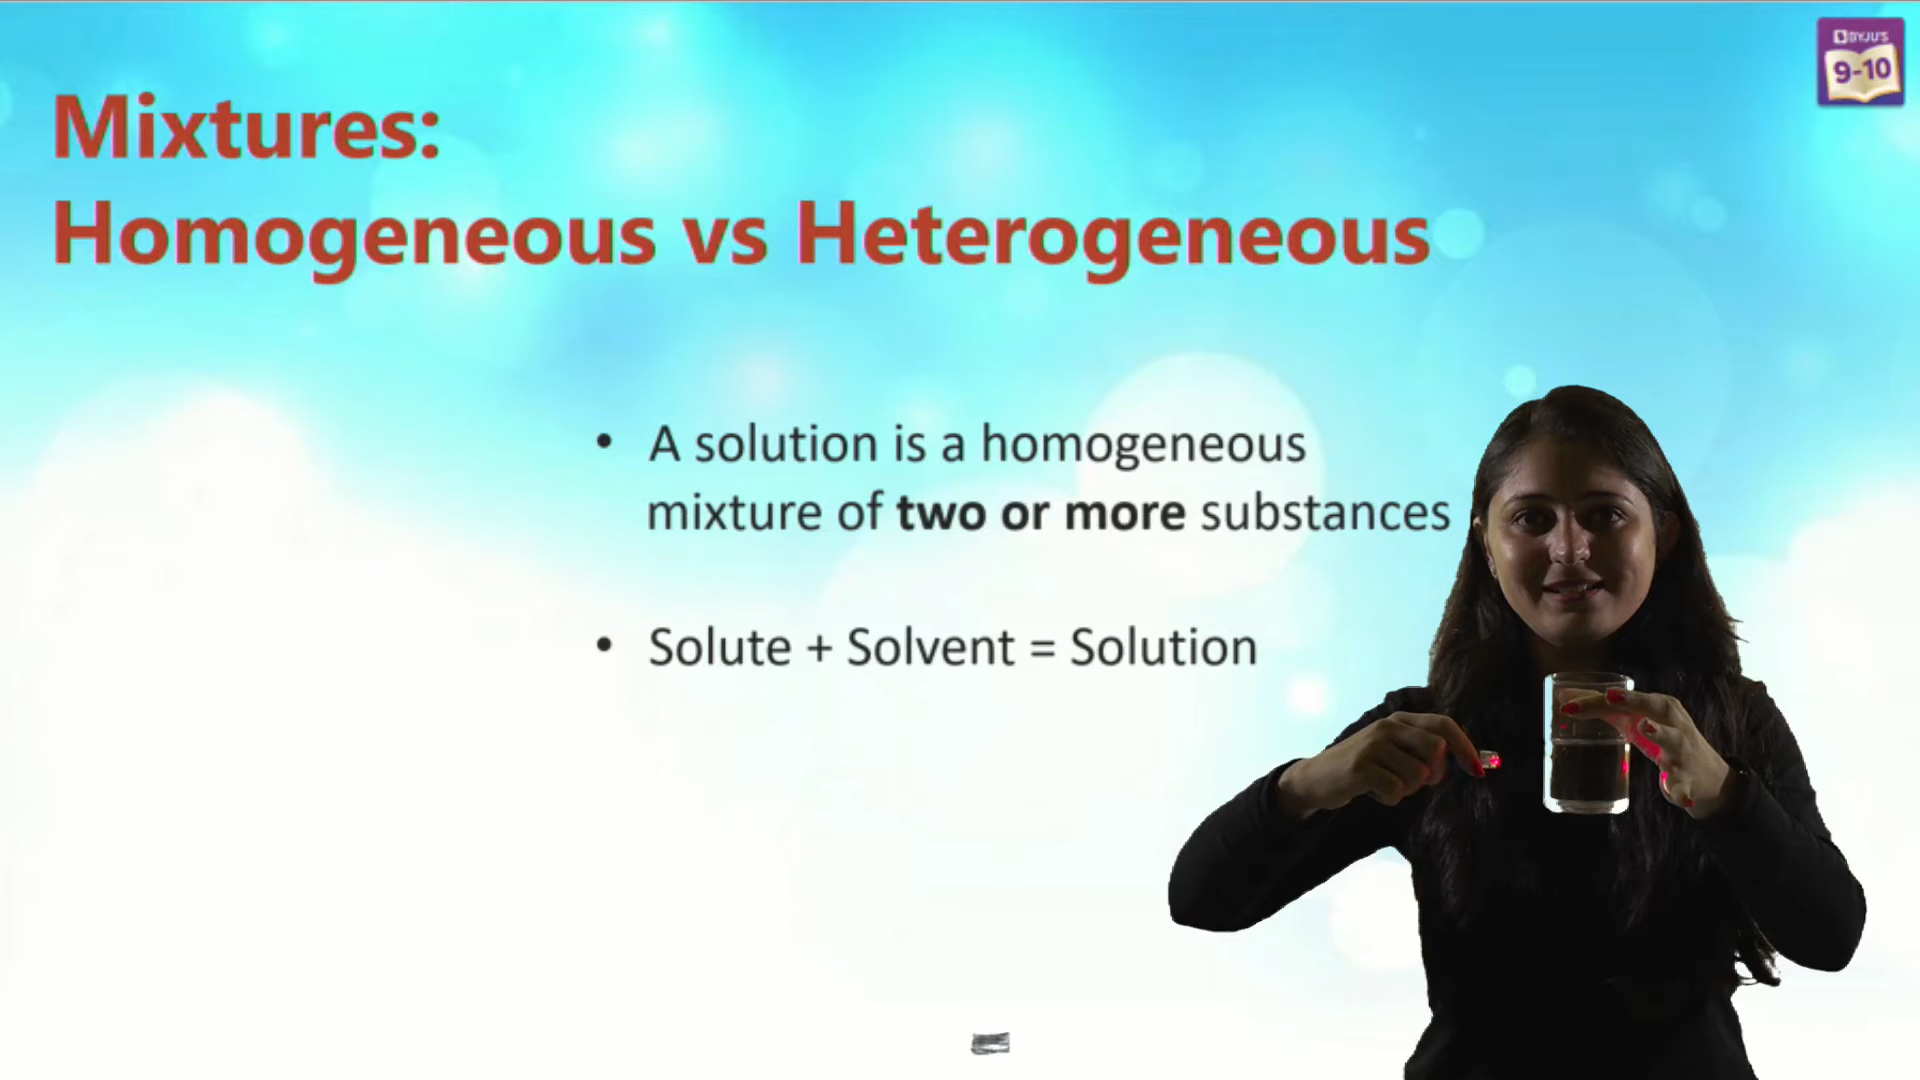 BYJU'S
9-10
Mixtures:
Homogeneous vs Heterogeneous
• A solution is a homogeneous
mixture of two or more substances
• Solute + Solvent = Solution